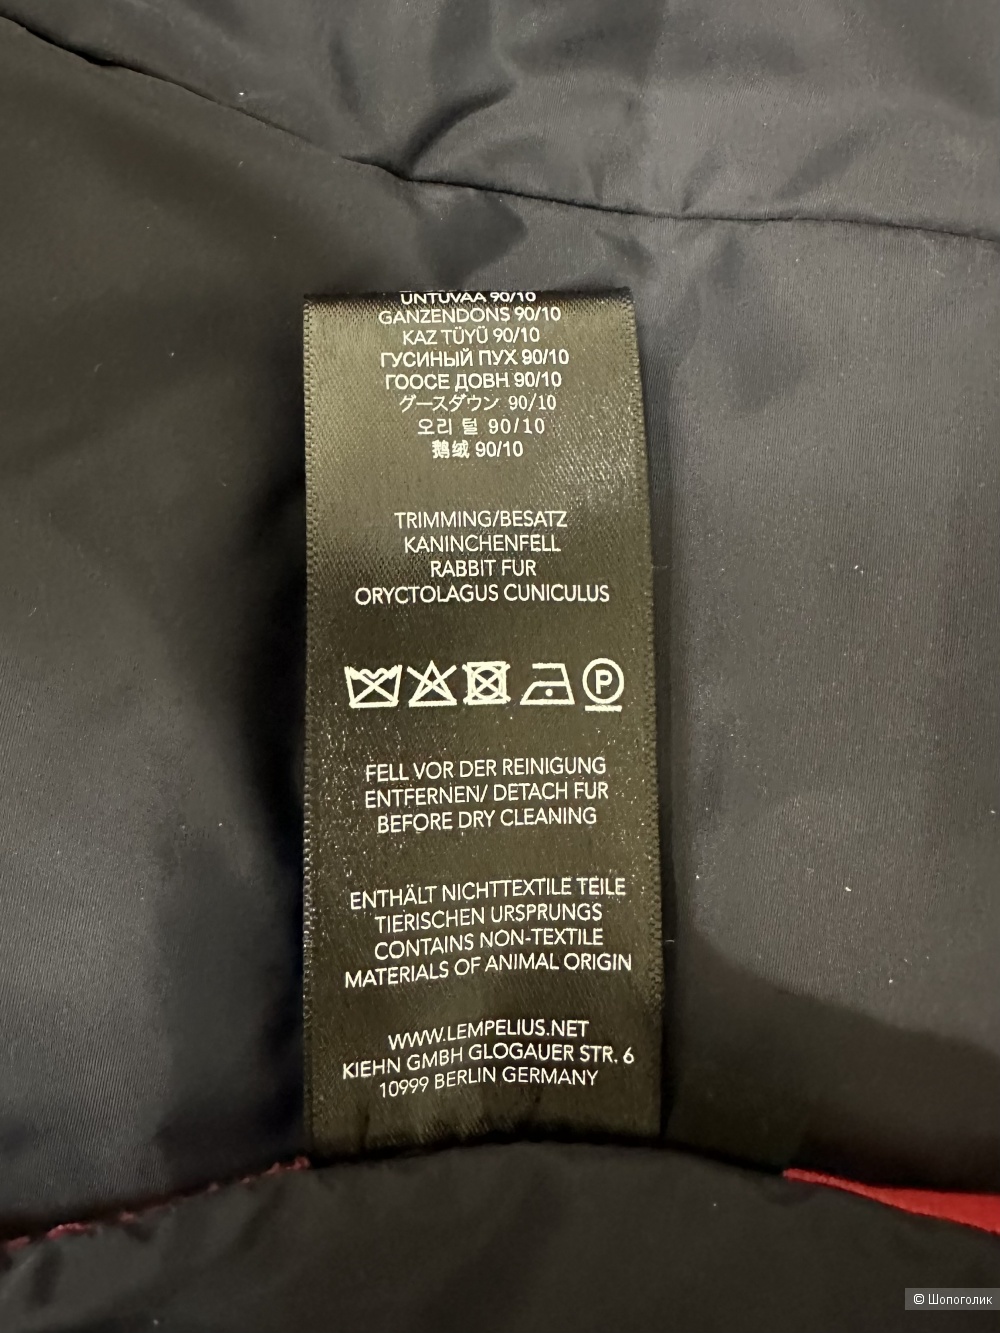 UNTUVAA 90/10
GANZENDONS 90/10
KAZ TÜYÜ 90/10
ГУСИНЫЙ ПУХ 90/10
ГООСЕ ДОВН 90/10
グースダウン 90/10
오리 털 90/10
鹅绒 90/10
TRIMMING/BESATZ
KANINCHENFELL
RABBIT FUR
ORYCTOLAGUS CUNICULUS
P
FELL VOR DER REINIGUNG
ENTFERNEN/ DETACH FUR
BEFORE DRY CLEANING
ENTHÄLT NICHTTEXTILE TEILE
TIERISCHEN URSPRUNGS
CONTAINS NON-TEXTILE
MATERIALS OF ANIMAL ORIGIN
WWW.LEMPELIUS.NET
KIEHN GMBH GLOGAUER STR. 6
10999 BERLIN GERMANY
© Шопоголик